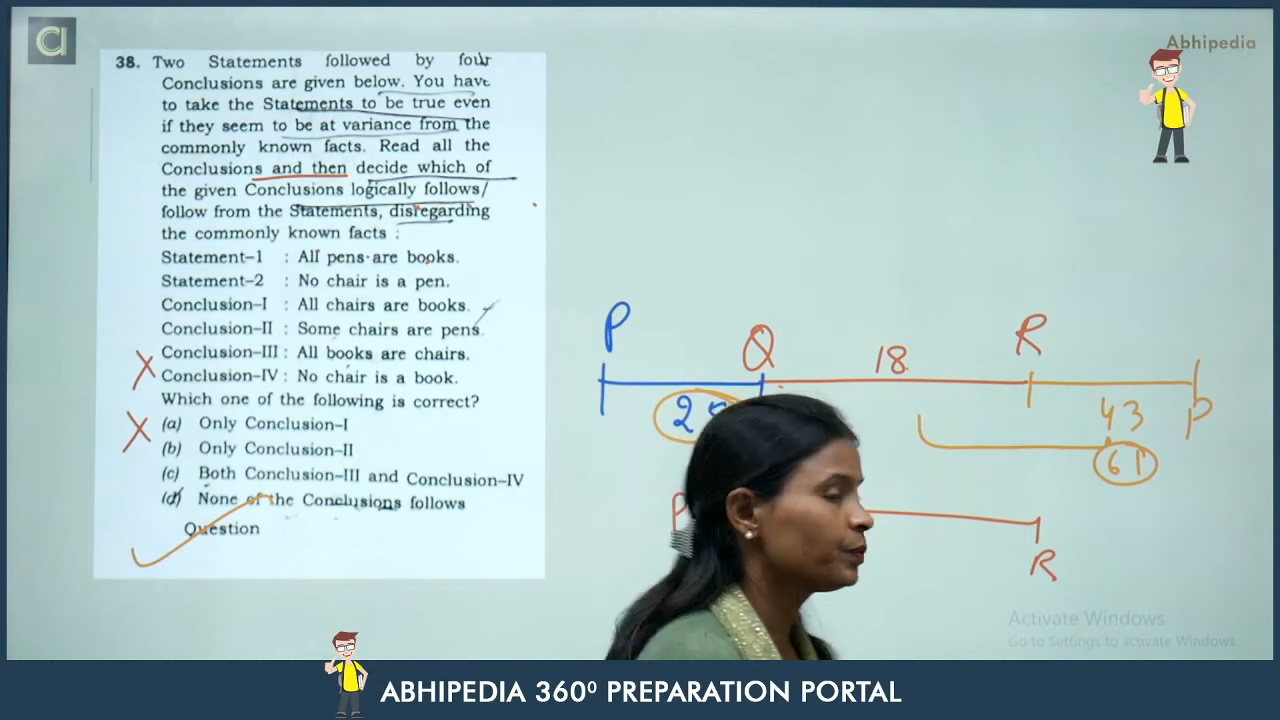 Abhipedia
38. Two Statements followed by four
Conclusions are given below. You have
to take the Statements to be true even
if they seem to be at variance from the
commonly known facts. Read all the
Conclusions and then decide which of
the given Conclusions logically follows/
follow from the Statements, disregarding
the commonly known facts :
Statement-1 : All pens are books.
Statement-2 : No chair is a pen.
Conclusion-I : All chairs are books.
Conclusion-II : Some chairs are pens.
Conclusion-III : All books are chairs.
Conclusion-IV : No chair is a book.
Which one of the following is correct?
(a) Only Conclusion-I
(b) Only Conclusion-II
(c) Both Conclusion-III and Conclusion-IV
(d) None of the Conclusions follows
Question
P
Q
18
R
2
43
P
61
P
R
Activate Windows
Go to Settings to activate Windows.
ABHIPEDIA 360⁰ PREPARATION PORTAL